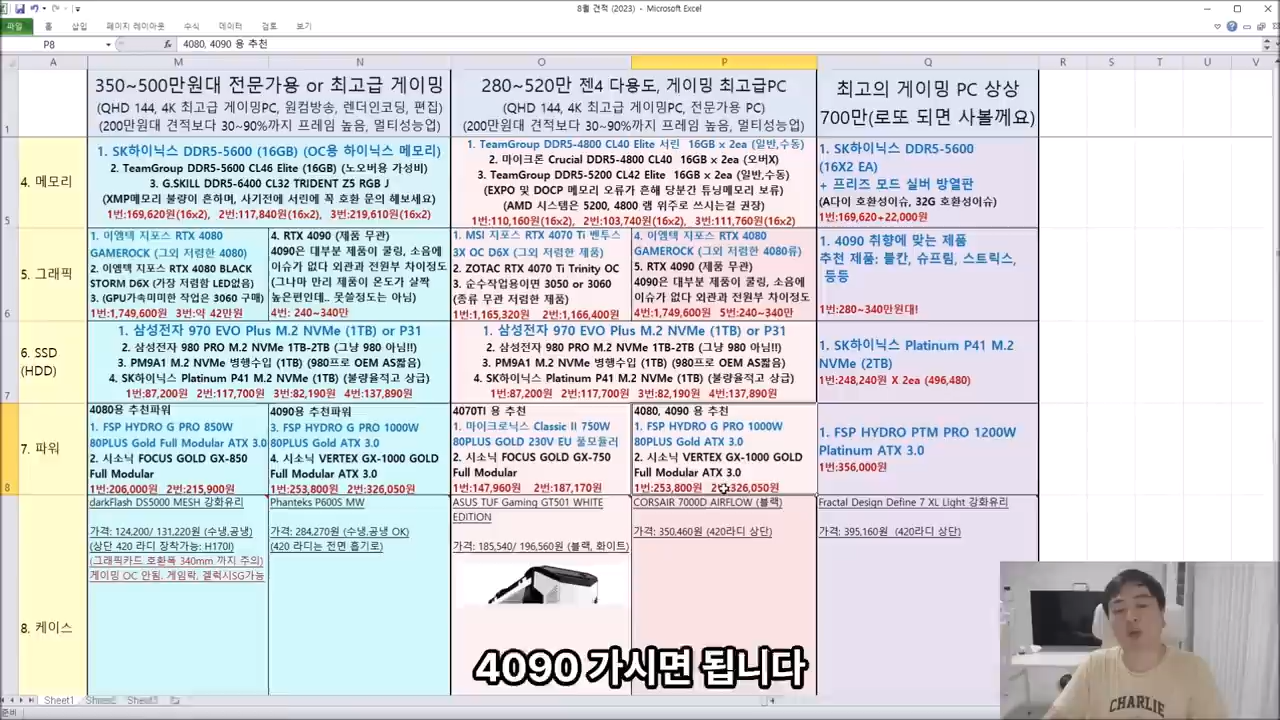 8월 견적 (2023) - Microsoft Excel
파일 홈 삽입 페이지 레이아웃 수식 데이터 검토 보기
P8 fx 4080, 4090 용 추천
A M N O P Q R S T U V
1
350~500만원대 전문가용 or 최고급 게이밍
(QHD 144, 4K 최고급 게이밍PC, 원컴방송, 렌더인코딩, 편집)
(200만원대 견적보다 30~90%까지 프레임 높음, 멀티성능업)
280~520만 젠4 다용도, 게이밍 최고급PC
(QHD 144, 4K 최고급 게이밍PC, 전문가용 PC)
(200만원대 견적보다 30~90%까지 프레임 높음, 멀티성능업)
최고의 게이밍 PC 상상
700만(로또 되면 사볼께요)
5
4. 메모리
1. SK하이닉스 DDR5-5600 (16GB) (OC용 하이닉스 메모리)
2. TeamGroup DDR5-5600 CL46 Elite (16GB) (노오버용 가성비)
3. G.SKILL DDR5-6400 CL32 TRIDENT Z5 RGB J
(XMP메모리 불량이 흔하며, 사기전에 서린에 꼭 호환 문의 해보세요)
1번:169,620원(16x2), 2번:117,840원(16x2), 3번:219,610원(16x2)
1. TeamGroup DDR5-4800 CL40 Elite 서린 16GB x 2ea (일반,수동)
2. 마이크론 Crucial DDR5-4800 CL40 16GB x 2ea (오버X)
3. TeamGroup DDR5-5200 CL42 Elite 16GB x 2ea (일반,수동)
(EXPO 및 DOCP 메모리 오류가 흔해 당분간 튜닝메모리 보류)
(AMD 시스템은 5200, 4800 램 위주로 쓰시는걸 권장)
1번:110,160원(16x2), 2번:103,740원(16x2), 3번:111,760원(16x2)
1. SK하이닉스 DDR5-5600
(16X2 EA)
+ 프리즈 모드 실버 방열판
(A다이 호환성이슈, 32G 호환성이슈)
1번:169,620+22,000원
6
5. 그래픽
1. 이엠텍 지포스 RTX 4080
GAMEROCK (그외 저렴한 4080)
2. 이엠텍 지포스 RTX 4080 BLACK
STORM D6X (가장 저렴함 LED없음)
3. (GPU가속미미한 작업은 3060 구매)
1번:1,749,600원 3번:약 42만원
4. RTX 4090 (제품 무관)
4090은 대부분 제품이 쿨링, 소음에
이슈가 없다 외관과 전원부 차이정도
(그나마 만리 제품이 온도가 살짝
높은편인데.. 못쓸정도는 아님)
4번: 240~340만
1. MSI 지포스 RTX 4070 Ti 벤투스
3X OC D6X (그외 저렴한 제품)
2. ZOTAC RTX 4070 Ti Trinity OC
3. 순수작업용이면 3050 or 3060
(종류 무관 저렴한 제품)
1번:1,165,320원 2번:1,166,400원
4. 이엠텍 지포스 RTX 4080
GAMEROCK (그외 저렴한 4080류)
5. RTX 4090 (제품 무관)
4090은 대부분 제품이 쿨링, 소음에
이슈가 없다 외관과 전원부 차이정도
4번:1,749,600원 5번:240~340만
1. 4090 취향에 맞는 제품
추천 제품: 불칸, 슈프림, 스트릭스,
등등
1번:280~340만원대!
7
6. SSD
(HDD)
1. 삼성전자 970 EVO Plus M.2 NVMe (1TB) or P31
2. 삼성전자 980 PRO M.2 NVMe 1TB-2TB (그냥 980 아님!!)
3. PM9A1 M.2 NVMe 병행수입 (1TB) (980프로 OEM AS짧음)
4. SK하이닉스 Platinum P41 M.2 NVMe (1TB) (불량율적고 상급)
1번:87,200원 2번:117,700원 3번:82,190원 4번:137,890원
1. 삼성전자 970 EVO Plus M.2 NVMe (1TB) or P31
2. 삼성전자 980 PRO M.2 NVMe 1TB-2TB (그냥 980 아님!!)
3. PM9A1 M.2 NVMe 병행수입 (1TB) (980프로 OEM AS짧음)
4. SK하이닉스 Platinum P41 M.2 NVMe (1TB) (불량율적고 상급)
1번:87,200원 2번:117,700원 3번:82,190원 4번:137,890원
1. SK하이닉스 Platinum P41 M.2
NVMe (2TB)
1번:248,240원 X 2ea (496,480)
8
7. 파워
4080용 추천파워
1. FSP HYDRO G PRO 850W
80PLUS Gold Full Modular ATX 3.0
2. 시소닉 FOCUS GOLD GX-850
Full Modular
1번:206,000원 2번:215,900원
4090용 추천파워
3. FSP HYDRO G PRO 1000W
80PLUS Gold ATX 3.0
4. 시소닉 VERTEX GX-1000 GOLD
Full Modular ATX 3.0
1번:253,800원 2번:326,050원
4070TI 용 추천
1. 마이크로닉스 Classic II 750W
80PLUS GOLD 230V EU 풀모듈러
2. 시소닉 FOCUS GOLD GX-750
Full Modular
1번:147,960원 2번:187,170원
4080, 4090 용 추천
1. FSP HYDRO G PRO 1000W
80PLUS Gold ATX 3.0
2. 시소닉 VERTEX GX-1000 GOLD
Full Modular ATX 3.0
1번:253,800원 2번:326,050원
1. FSP HYDRO PTM PRO 1200W
Platinum ATX 3.0
1번:356,000원
8. 케이스
darkFlash DS5000 MESH 강화유리
가격: 124,200/ 131,220원 (수냉,공냉)
(상단 420 라디 장착가능: H170I)
(그래픽카드 호환폭 340mm 까지 주의)
게이밍 OC 안됨. 게임락, 갤럭시SG가능
Phanteks P600S MW
가격: 284,270원 (수냉,공냉 OK)
(420 라디는 전면 흡기로)
ASUS TUF Gaming GT501 WHITE
EDITION
가격: 185,540/ 196,560원 (블랙, 화이트)
CORSAIR 7000D AIRFLOW (블랙)
가격: 350,460원 (420라디 상단)
Fractal Design Define 7 XL Light 강화유리
가격: 395,160원 (420라디 상단)
4090 가시면 됩니다
CHARLIE
Sheet1 Sheet2 Sheet3
준비